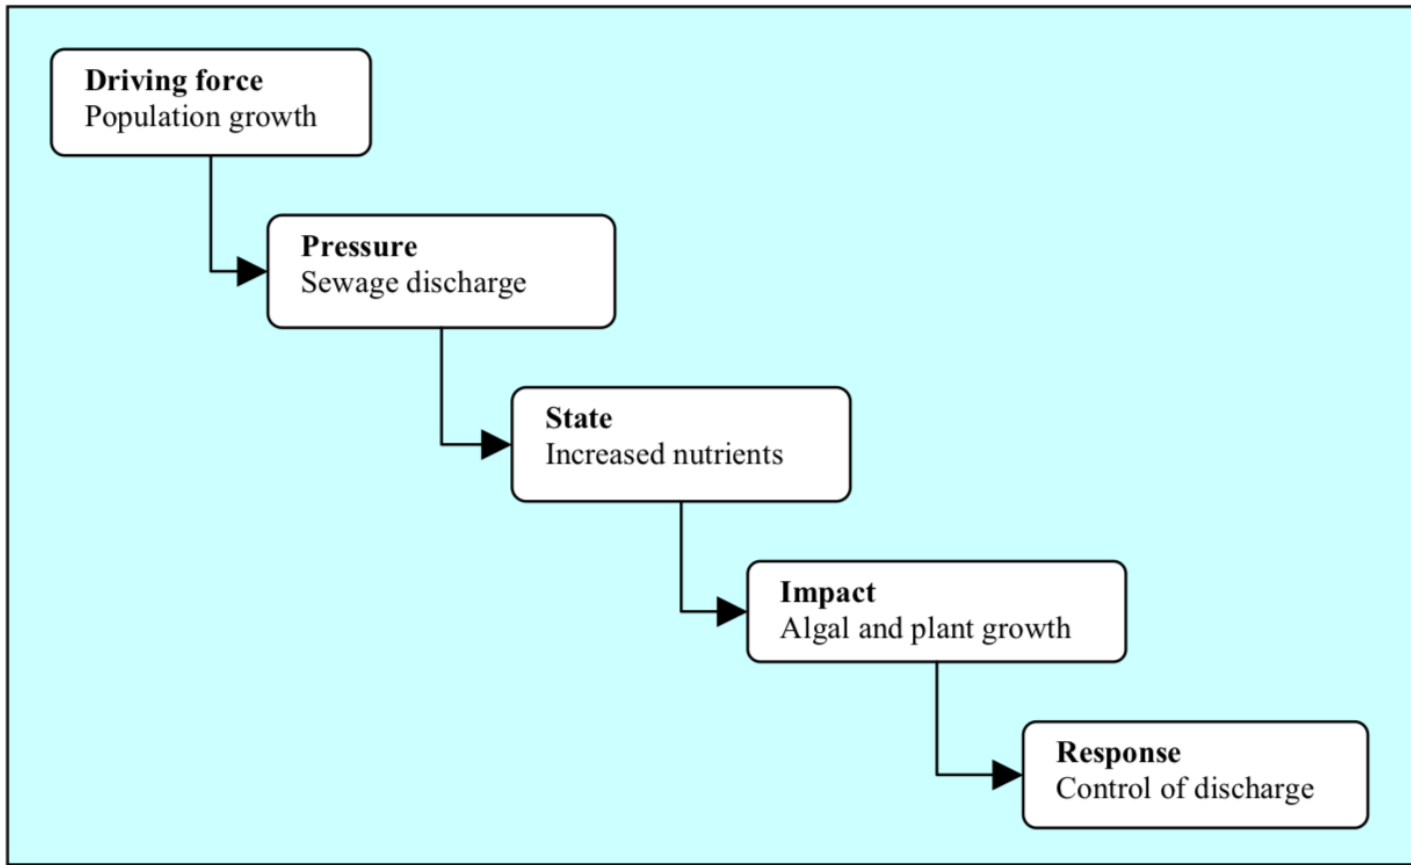 Driving force
Population growth
Pressure
Sewage discharge
State
Increased nutrients
Impact
Algal and plant growth
Response
Control of discharge